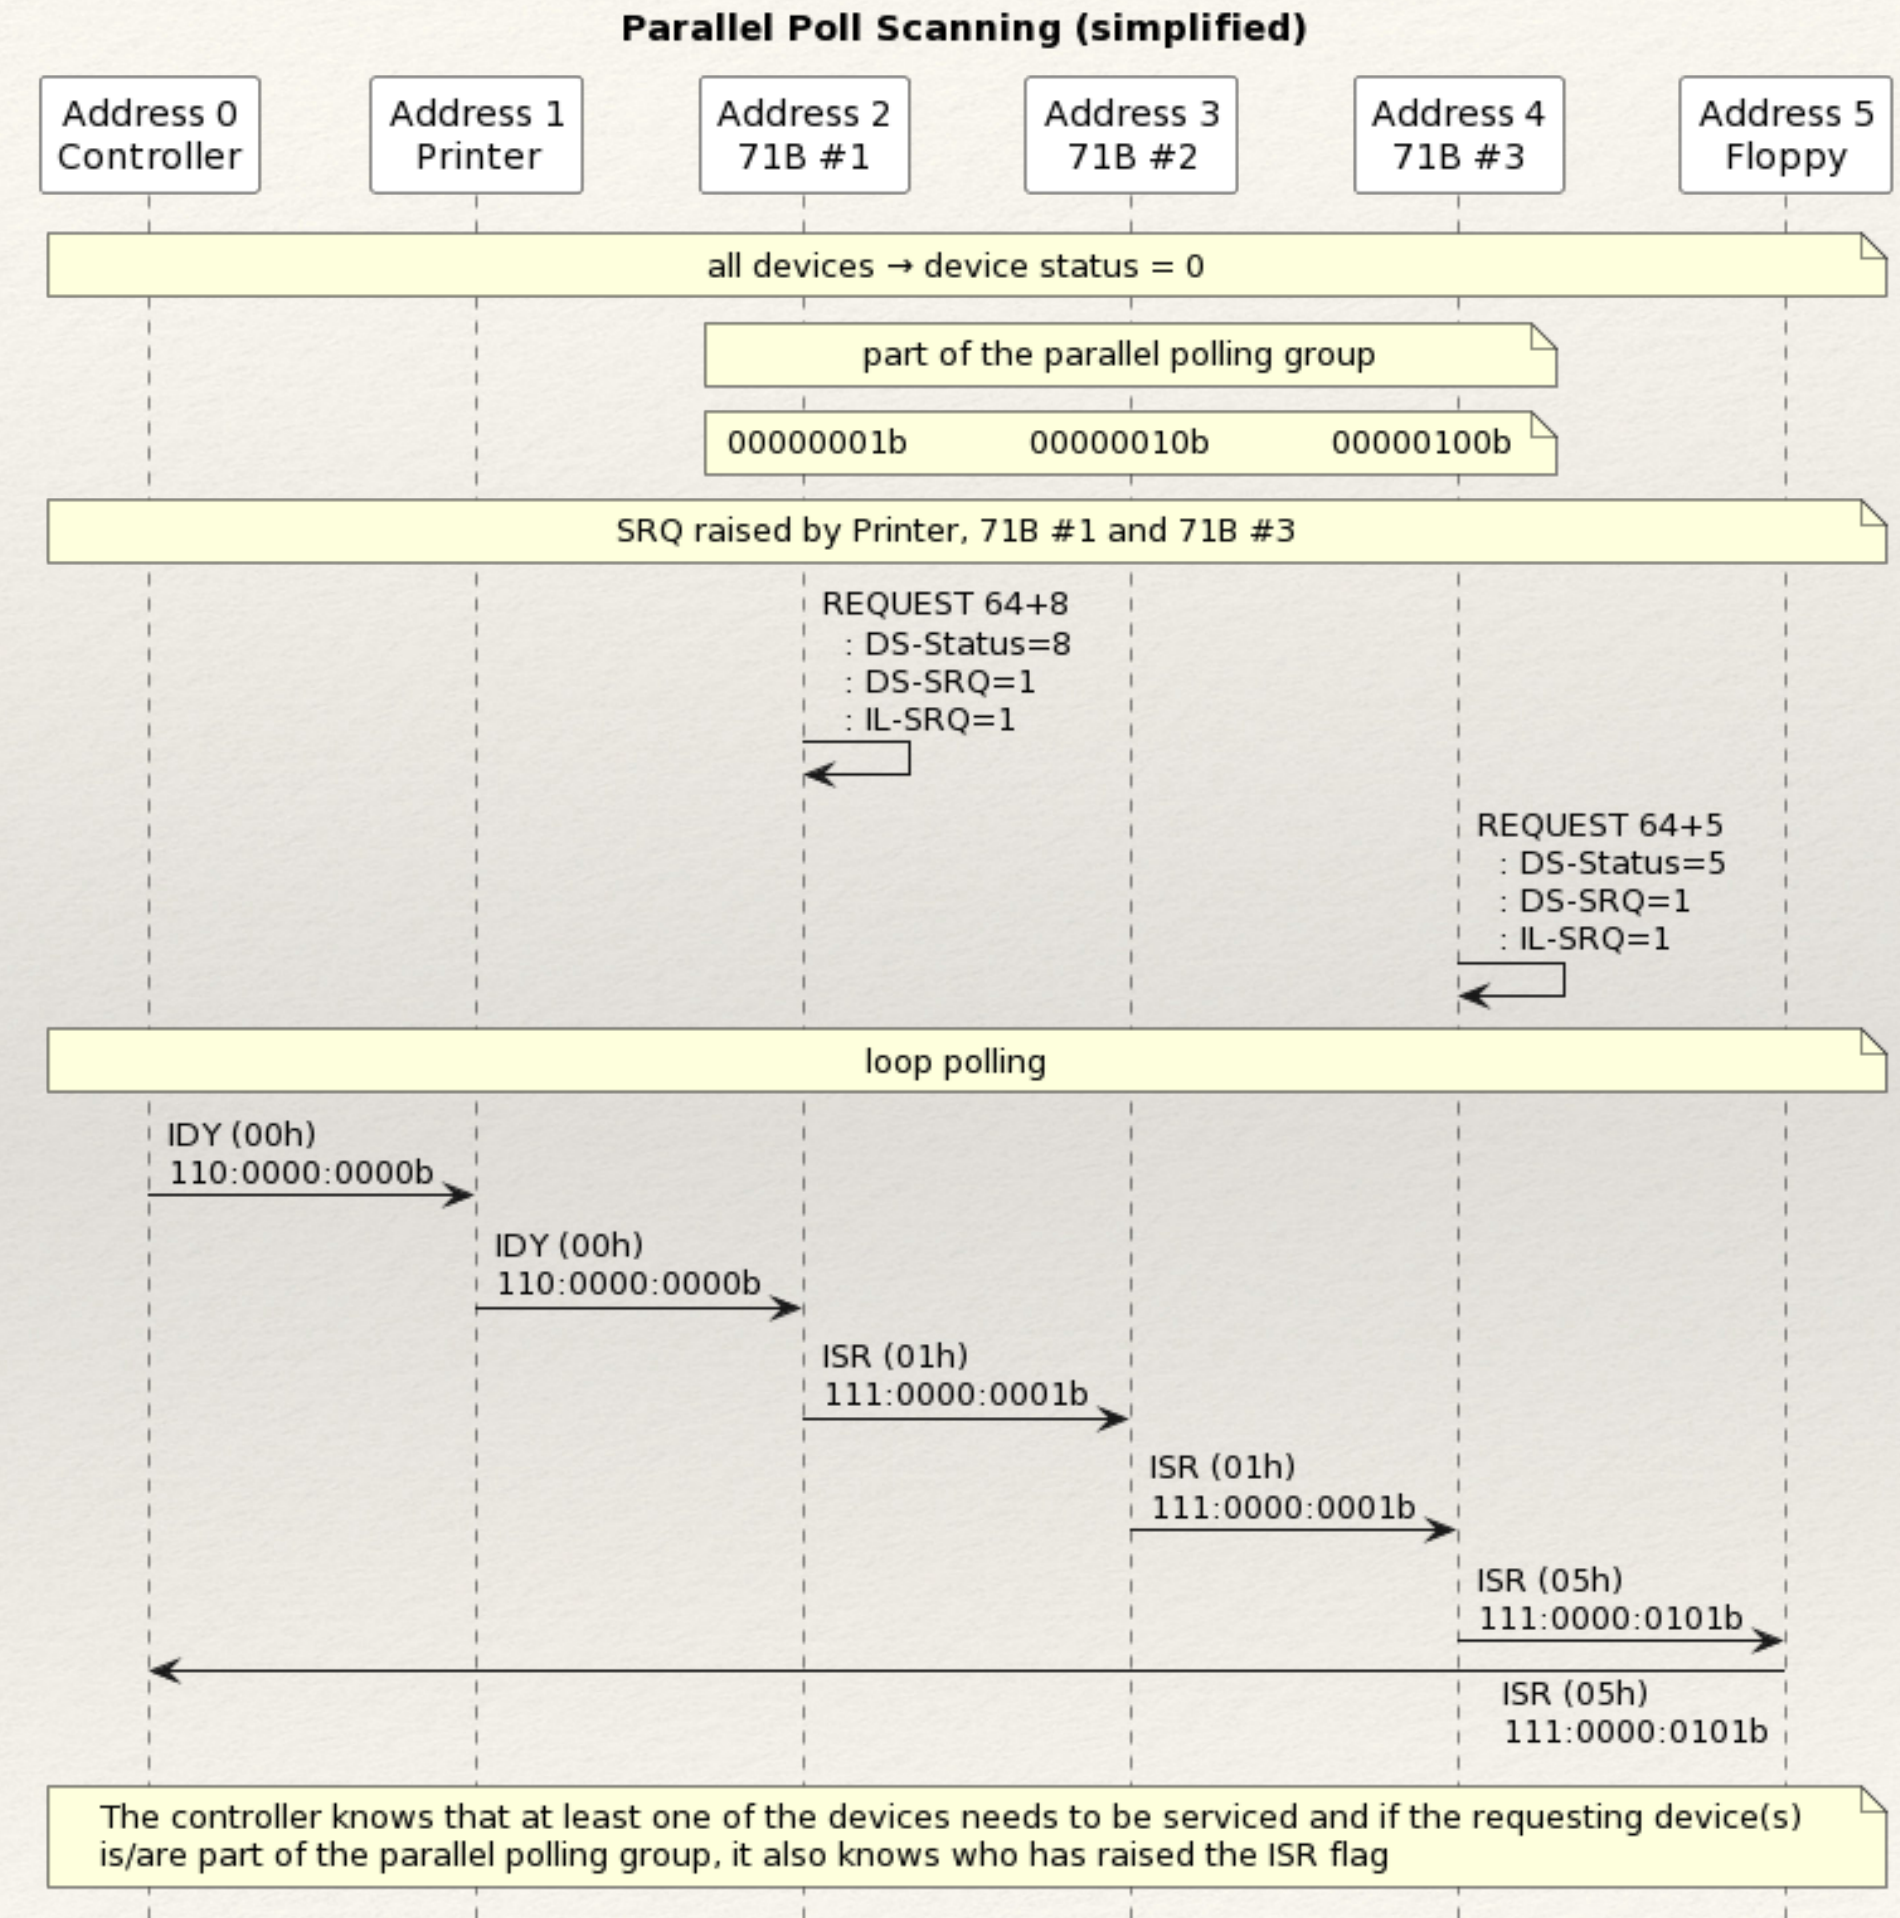 Parallel Poll Scanning (simplified)
Address 0
Controller
Address 1
Printer
Address 2
71B #1
Address 3
71B #2
Address 4
71B #3
Address 5
Floppy
all devices → device status = 0
part of the parallel polling group
00000001b 00000010b 00000100b
SRQ raised by Printer, 71B #1 and 71B #3
REQUEST 64+8
: DS-Status=8
: DS-SRQ=1
: IL-SRQ=1
REQUEST 64+5
: DS-Status=5
: DS-SRQ=1
: IL-SRQ=1
loop polling
IDY (00h)
110:0000:0000b
IDY (00h)
110:0000:0000b
ISR (01h)
111:0000:0001b
ISR (01h)
111:0000:0001b
ISR (05h)
111:0000:0101b
ISR (05h)
111:0000:0101b
The controller knows that at least one of the devices needs to be serviced and if the requesting device(s)
is/are part of the parallel polling group, it also knows who has raised the ISR flag